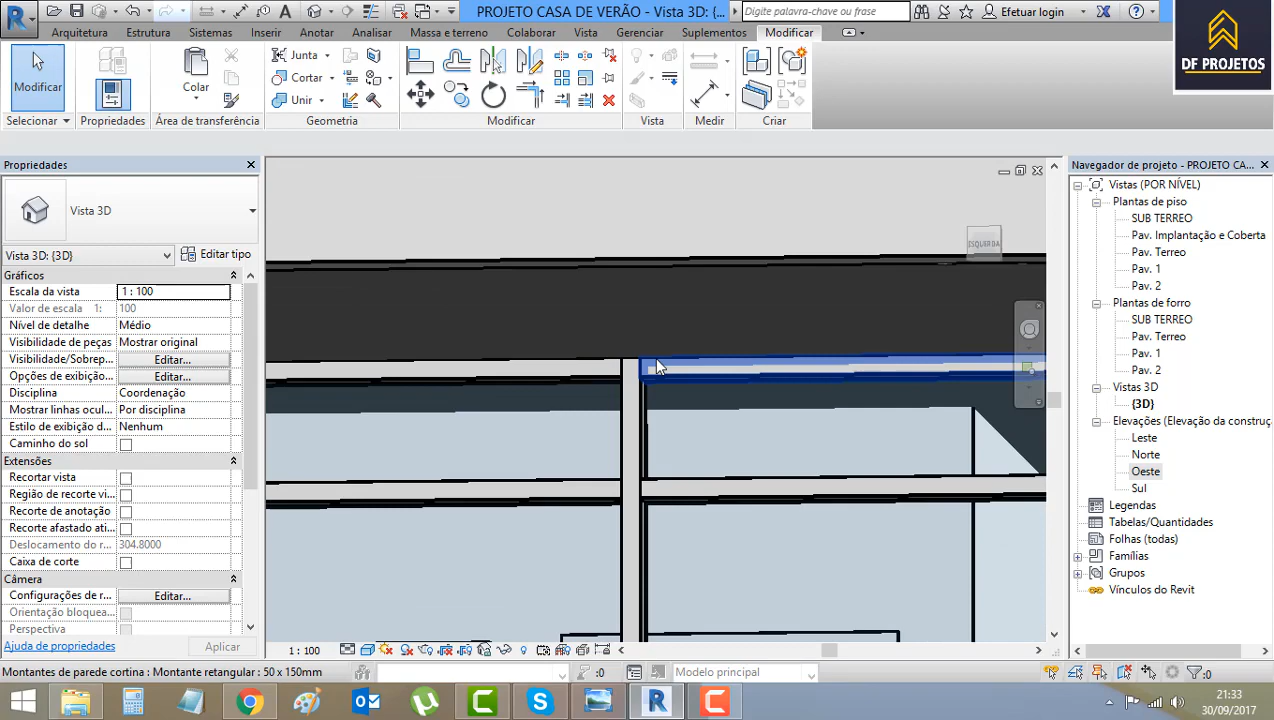 PROJETO CASA DE VERÃO - Vista 3D: {...
Digite palavra-chave ou frase
Efetuar login
Arquitetura
Estrutura
Sistemas
Inserir
Anotar
Analisar
Massa e terreno
Colaborar
Vista
Gerenciar
Suplementos
Modificar
DF PROJETOS
Modificar
Colar
Junta
Cortar
Unir
Selecionar
Propriedades
Área de transferência
Geometria
Modificar
Vista
Medir
Criar
Propriedades
Vista 3D
Vista 3D: {3D}
Editar tipo
Gráficos
Escala da vista
1 : 100
Valor de escala 1:
100
Nível de detalhe
Médio
Visibilidade de peças
Mostrar original
Visibilidade/Sobrep...
Editar...
Opções de exibição...
Editar...
Disciplina
Coordenação
Mostrar linhas ocul...
Por disciplina
Estilo de exibição d...
Nenhum
Caminho do sol
Extensões
Recortar vista
Região de recorte vi...
Recorte de anotação
Recorte afastado ati...
Deslocamento do r...
304.8000
Caixa de corte
Câmera
Configurações de r...
Editar...
Orientação bloquea...
Perspectiva
Ajuda de propriedades
Aplicar
ESQUERDA
1 : 100
Navegador de projeto - PROJETO CA...
Vistas (POR NÍVEL)
Plantas de piso
SUB TERREO
Pav. Implantação e Coberta
Pav. Terreo
Pav. 1
Pav. 2
Plantas de forro
SUB TERREO
Pav. Terreo
Pav. 1
Pav. 2
Vistas 3D
{3D}
Elevações (Elevação da construç
Leste
Norte
Oeste
Sul
Legendas
Tabelas/Quantidades
Folhas (todas)
Famílias
Grupos
Vínculos do Revit
Montantes de parede cortina : Montante retangular : 50 x 150mm
:0
Modelo principal
:0
21:33
30/09/2017